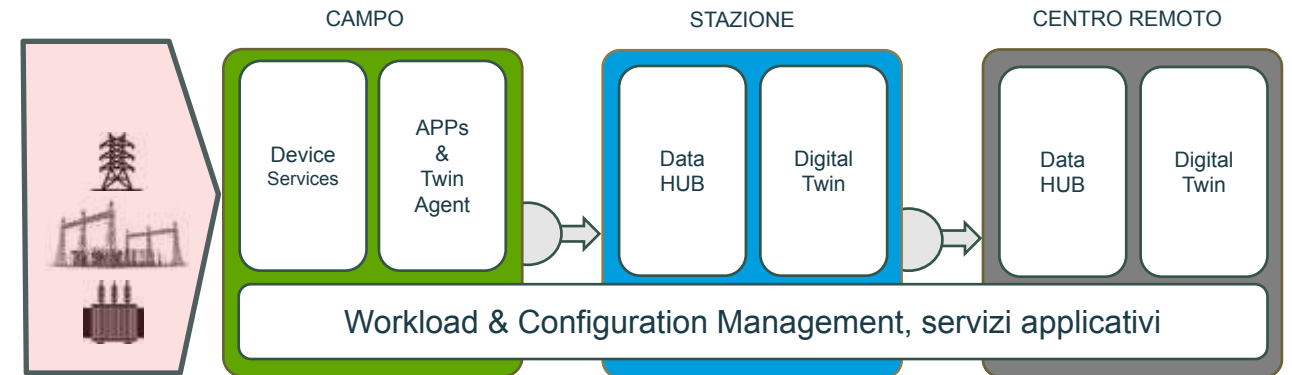 CAMPO
STAZIONE
CENTRO REMOTO
Device
Services
APPs
&
Twin
Agent
Data
HUB
Digital
Twin
Data
HUB
Digital
Twin
Workload & Configuration Management, servizi applicativi